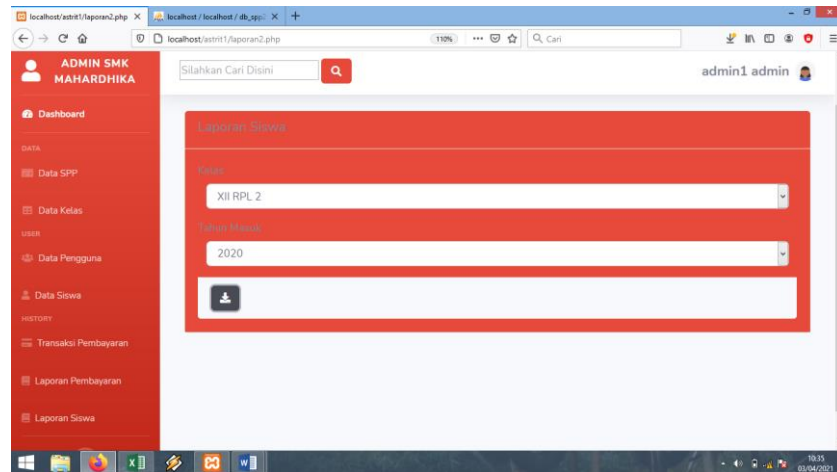 localhost/astrit1/laporan2.php
localhost / localhost / db_spp
localhost/astrit1/laporan2.php
110%
Cari
ADMIN SMK
MAHARDHIKA
Silahkan Cari Disini
admin1 admin
Dashboard
Laporan Siswa
DATA
Data SPP
Kelas
XII RPL 2
Data Kelas
Tahun Masuk
USER
2020
Data Pengguna
Data Siswa
HISTORY
Transaksi Pembayaran
Laporan Pembayaran
Laporan Siswa
10:35
03/04/2021